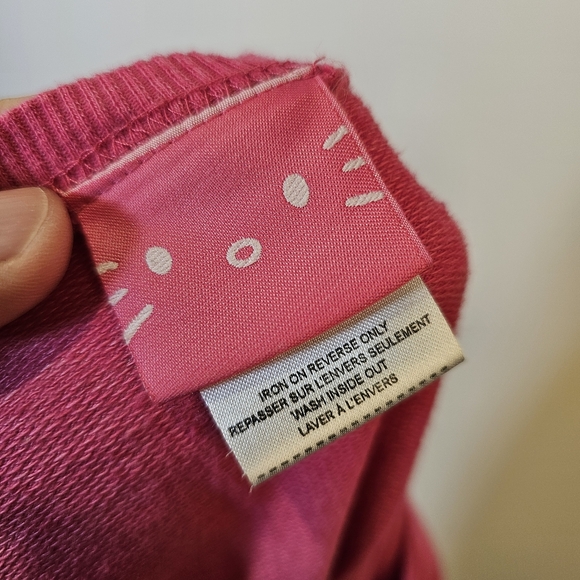 IRON ON REVERSE ONLY
REPASSER SUR L'ENVERS SEULEMENT
WASH INSIDE OUT
LAVER À L'ENVERS